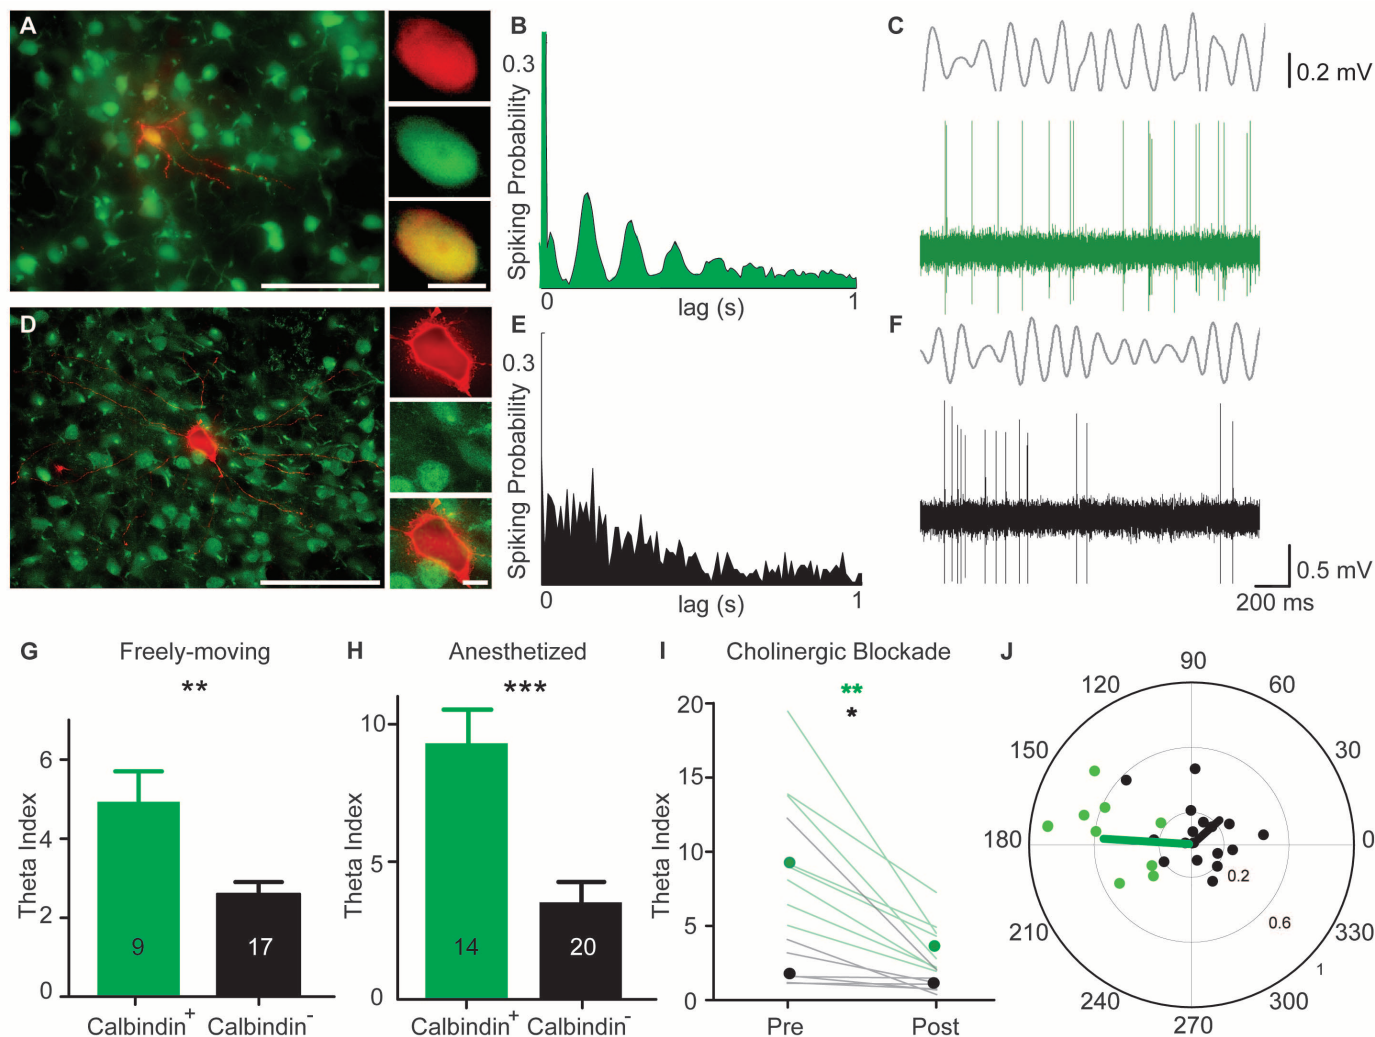 A
B
0.3
Spiking Probability
0
lag (s)
1
C
0.2 mV
D
E
0.3
Spiking Probability
0
lag (s)
1
F
0.5 mV
200 ms
G
Freely-moving
**
Theta Index
6
4
2
0
9
17
Calbindin+
Calbindin-
H
Anesthetized
***
Theta Index
10
5
0
14
20
Calbindin+
Calbindin-
I
Cholinergic Blockade
**
*
Theta Index
20
15
10
5
0
Pre
Post
J
90
120
60
150
30
180
0
0.2
0.6
210
330
1
240
300
270